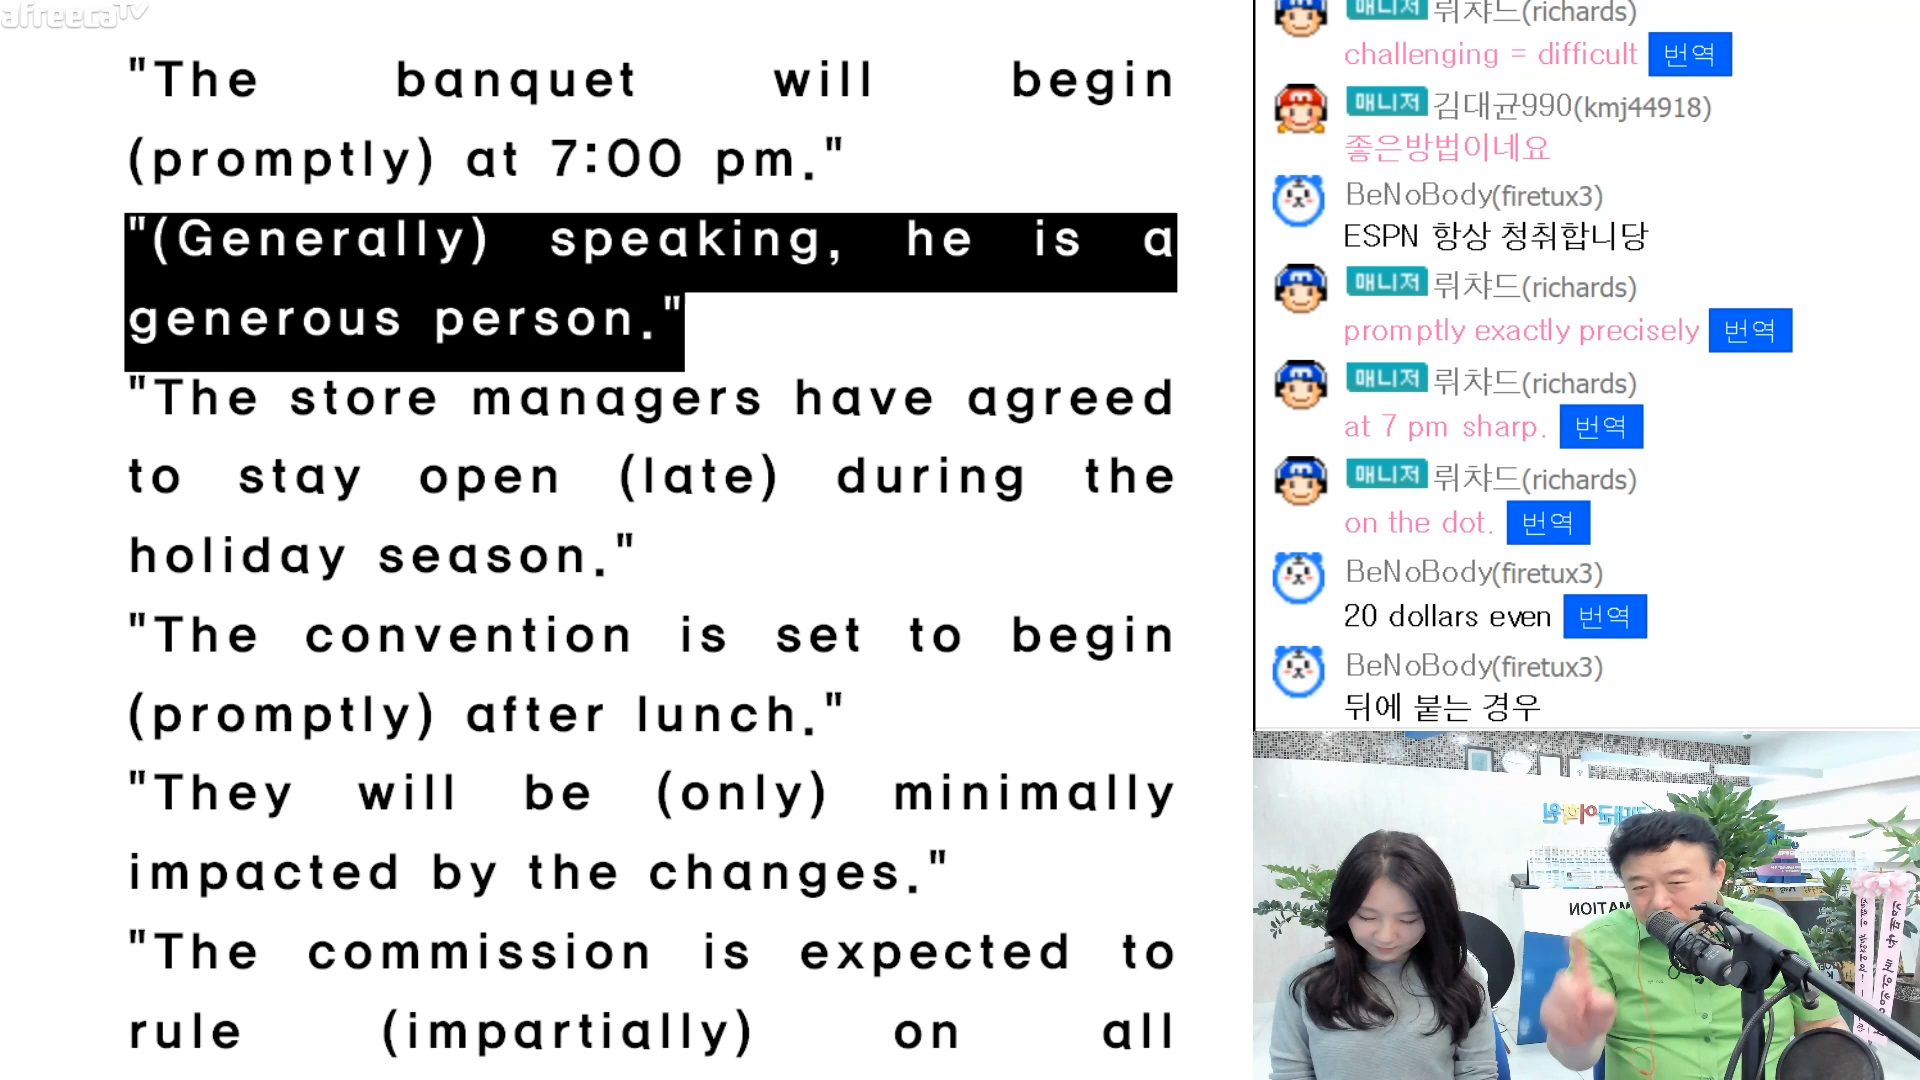 afreecaTV
"The banquet will begin
(promptly) at 7:00 pm."
"(Generally) speaking, he is a
generous person."
"The store managers have agreed
to stay open (late) during the
holiday season."
"The convention is set to begin
(promptly) after lunch."
"They will be (only) minimally
impacted by the changes."
"The commission is expected to
rule (impartially) on all
매니저 뤼챠드(richards)
challenging = difficult 번역
매니저 김대균990(kmj44918)
좋은방법이네요
BeNoBody(firetux3)
ESPN 항상 청취합니당
매니저 뤼챠드(richards)
promptly exactly precisely 번역
매니저 뤼챠드(richards)
at 7 pm sharp. 번역
매니저 뤼챠드(richards)
on the dot. 번역
BeNoBody(firetux3)
20 dollars even 번역
BeNoBody(firetux3)
뒤에 붙는 경우